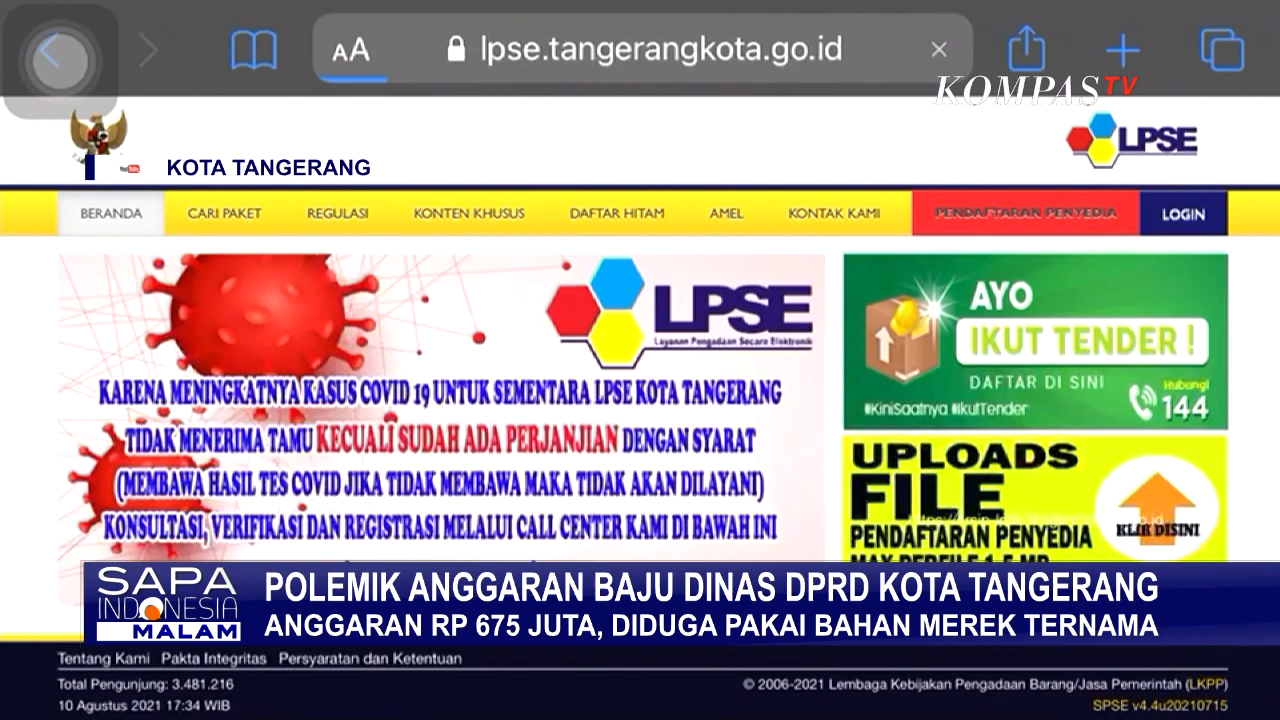 AA lpse.tangerangkota.go.id
KOMPAS TV
KOTA TANGERANG
LPSE
BERANDA CARI PAKET REGULASI KONTEN KHUSUS DAFTAR HITAM AMEL KONTAK KAMI PENDAFTARAN PENYEDIA LOGIN
LPSE
Layanan Pengadaan Secara Elektronik
KARENA MENINGKATNYA KASUS COVID 19 UNTUK SEMENTARA LPSE KOTA TANGERANG
TIDAK MENERIMA TAMU KECUALI SUDAH ADA PERJANJIAN DENGAN SYARAT
(MEMBAWA HASIL TES COVID JIKA TIDAK MEMBAWA MAKA TIDAK AKAN DILAYANI)
KONSULTASI, VERIFIKASI DAN REGISTRASI MELALUI CALL CENTER KAMI DI BAWAH INI
AYO
IKUT TENDER !
DAFTAR DI SINI
#KiniSaatnya #IkutTender
Hubungi
144
UPLOADS
FILE
PENDAFTARAN PENYEDIA
KLIK DISINI
SAPA
INDONESIA
MALAM
POLEMIK ANGGARAN BAJU DINAS DPRD KOTA TANGERANG
ANGGARAN RP 675 JUTA, DIDUGA PAKAI BAHAN MEREK TERNAMA
Tentang Kami Pakta Integritas Persyaratan dan Ketentuan
Total Pengunjung: 3.481.216
10 Agustus 2021 17:34 WIB
© 2006-2021 Lembaga Kebijakan Pengadaan Barang/Jasa Pemerintah (LKPP)
SPSE v4.4u20210715